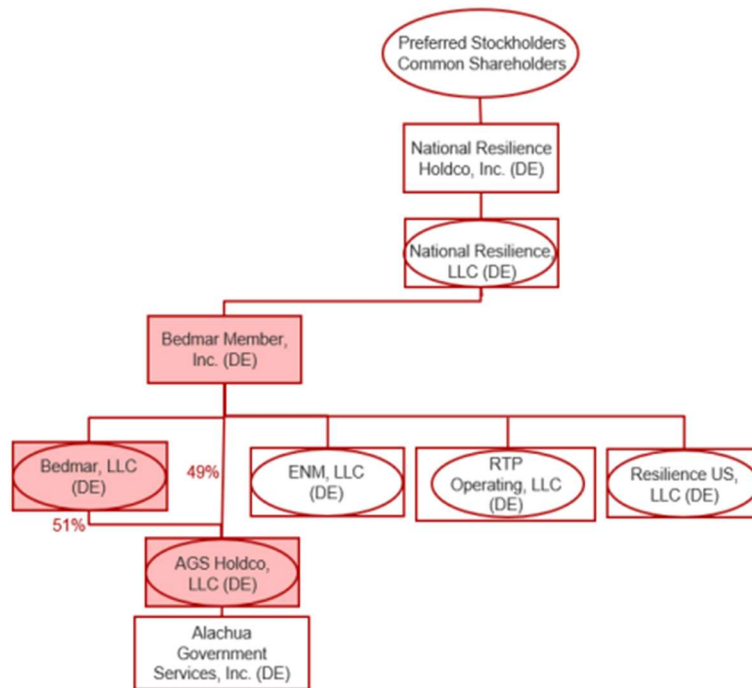 Preferred Stockholders
Common Shareholders
National Resilience
Holdco, Inc. (DE)
National Resilience,
LLC (DE)
Bedmar Member,
Inc. (DE)
Bedmar, LLC
(DE)
49%
ENM, LLC
(DE)
RTP
Operating, LLC
(DE)
Resilience US,
LLC (DE)
51%
AGS Holdco,
LLC (DE)
Alachua
Government
Services, Inc. (DE)